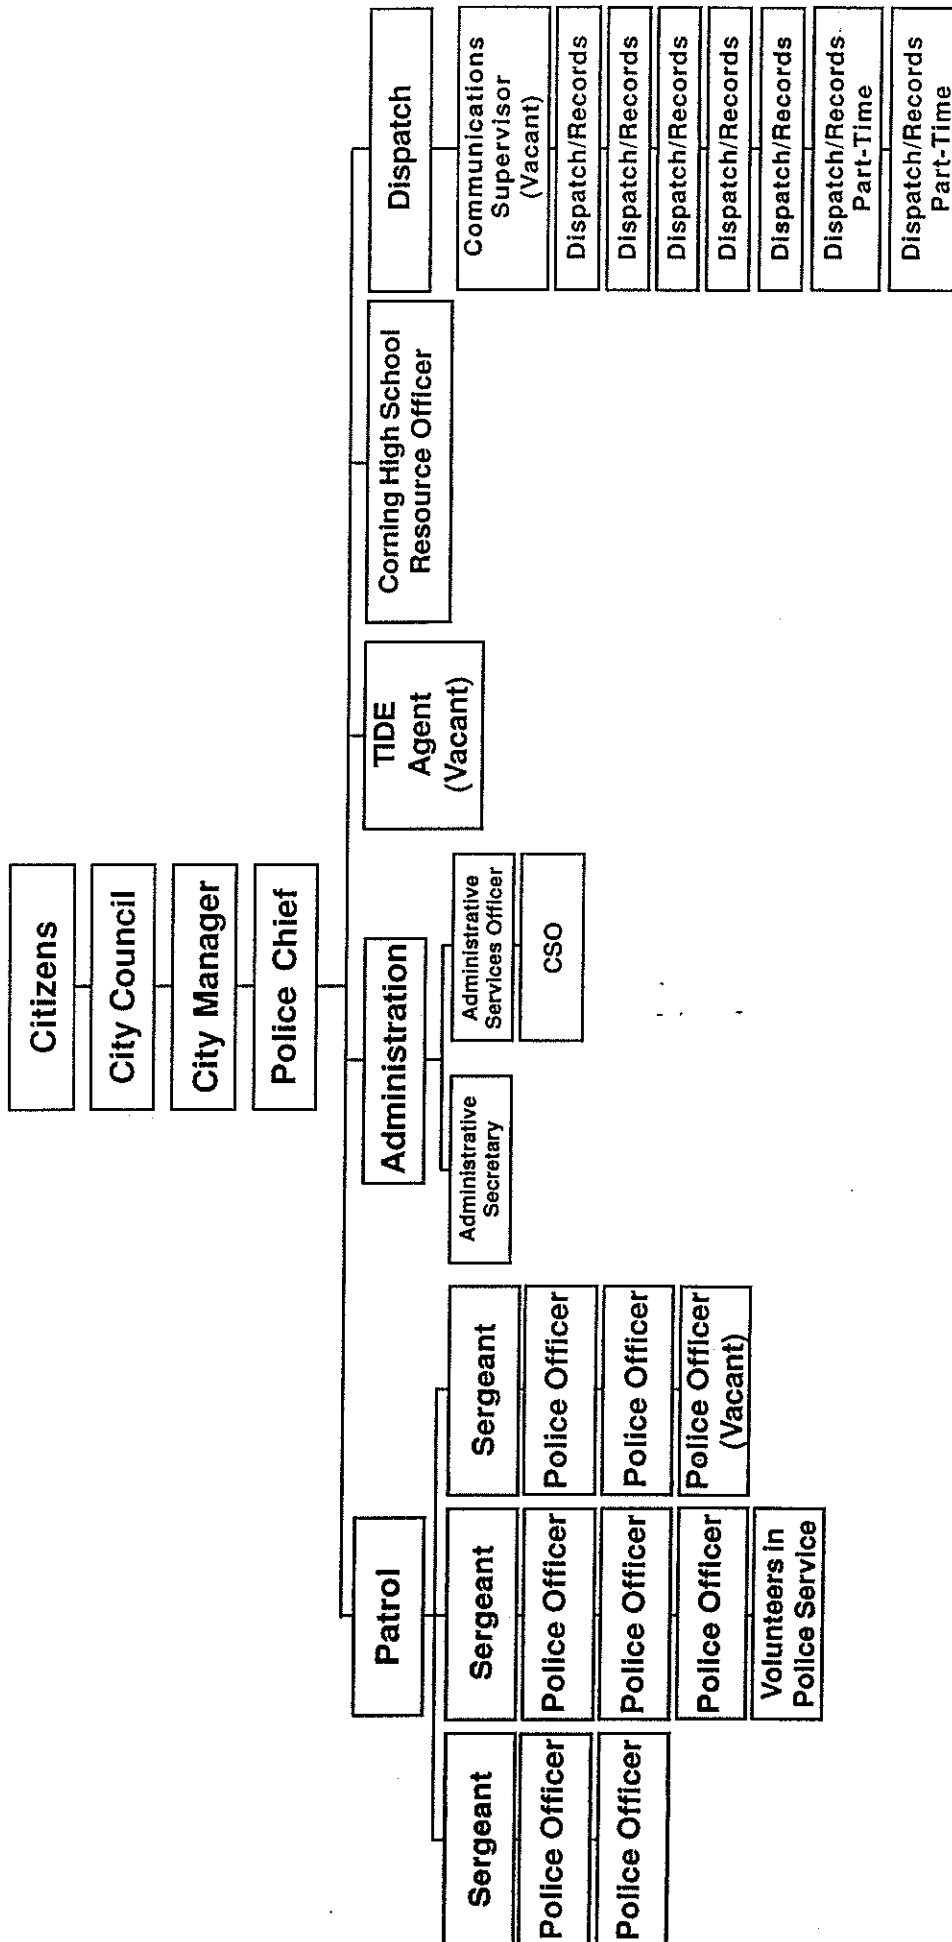 Citizens
City Council
City Manager
Police Chief
Patrol
Sergeant
Police Officer
Police Officer
Sergeant
Police Officer
Police Officer
Police Officer
Volunteers in
Police Service
Sergeant
Police Officer
Police Officer
Police Officer
(Vacant)
Administration
Administrative
Secretary
Administrative
Services Officer
CSO
TIDE
Agent
(Vacant)
Corning High School
Resource Officer
Dispatch
Communications
Supervisor
(Vacant)
Dispatch/Records
Dispatch/Records
Dispatch/Records
Dispatch/Records
Dispatch/Records
Dispatch/Records
Part-Time
Dispatch/Records
Part-Time